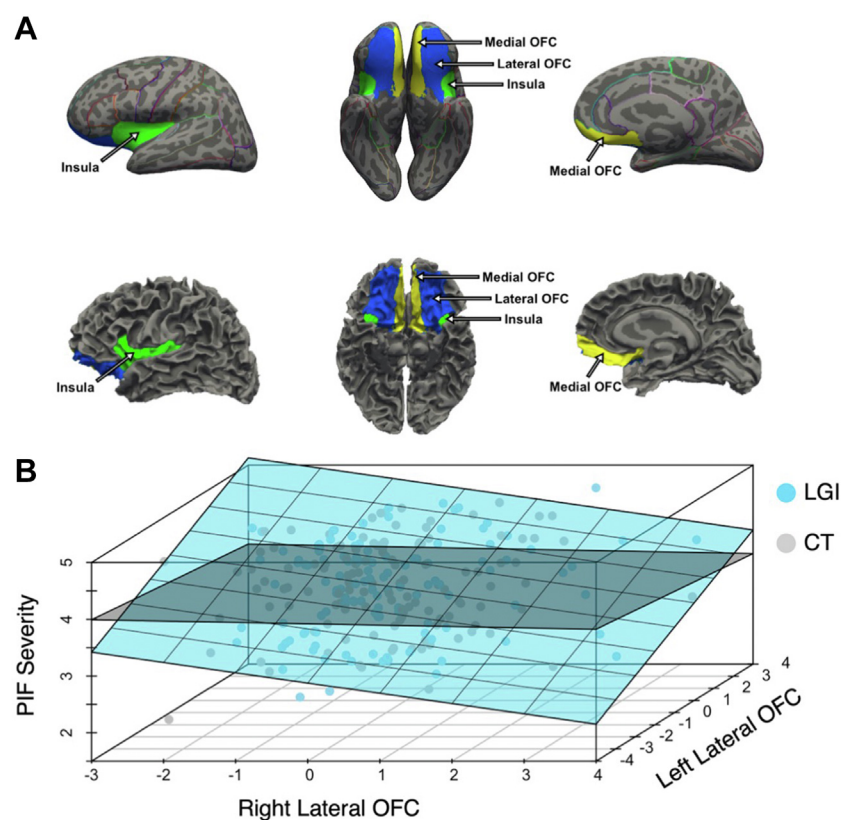 A
Medial OFC
Lateral OFC
Insula
Insula
Medial OFC
Medial OFC
Lateral OFC
Insula
Insula
Medial OFC
B
LGI
CT
PIF Severity
5
4
3
2
-3 -2 -1 0 1 2 3 4
Right Lateral OFC
-4 -3 -2 -1 0 1 2 3 4
Left Lateral OFC